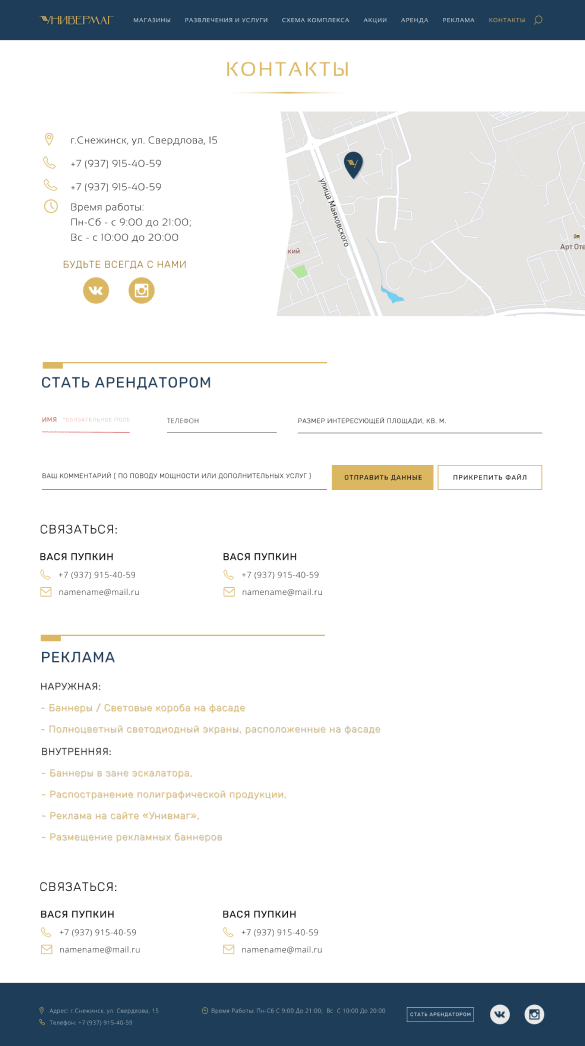 УНИВЕРМАГ
МАГАЗИНЫ
РАЗВЛЕЧЕНИЯ И УСЛУГИ
СХЕМА КОМПЛЕКСА
АКЦИИ
АРЕНДА
РЕКЛАМА
КОНТАКТЫ
КОНТАКТЫ
г.Снежинск, ул. Свердлова, 15
+7 (937) 915-40-59
+7 (937) 915-40-59
Время работы:
Пн-Сб - с 9:00 до 21:00;
Вс - с 10:00 до 20:00
БУДЬТЕ ВСЕГДА С НАМИ
улица Маяковского
кий
Арт Оте
СТАТЬ АРЕНДАТОРОМ
ИМЯ *ОБЯЗАТЕЛЬНОЕ ПОЛЕ
ТЕЛЕФОН
РАЗМЕР ИНТЕРЕСУЮЩЕЙ ПЛОЩАДИ, КВ. М.
ВАШ КОММЕНТАРИЙ ( ПО ПОВОДУ МОЩНОСТИ ИЛИ ДОПОЛНИТЕЛЬНЫХ УСЛУГ )
ОТПРАВИТЬ ДАННЫЕ
ПРИКРЕПИТЬ ФАЙЛ
СВЯЗАТЬСЯ:
ВАСЯ ПУПКИН
+7 (937) 915-40-59
namename@mail.ru
ВАСЯ ПУПКИН
+7 (937) 915-40-59
namename@mail.ru
РЕКЛАМА
НАРУЖНАЯ:
- Баннеры / Световые короба на фасаде
- Полноцветный светодиодный экраны, расположенные на фасаде
ВНУТРЕННЯЯ:
- Баннеры в зане эскалатора,
- Распостранение полиграфической продукции,
- Реклама на сайте «Унивмаг»,
- Размещение рекламных баннеров
СВЯЗАТЬСЯ:
ВАСЯ ПУПКИН
+7 (937) 915-40-59
namename@mail.ru
ВАСЯ ПУПКИН
+7 (937) 915-40-59
namename@mail.ru
Адрес: г.Снежинск, ул. Свердлова, 15
Телефон: +7 (937) 915-40-59
Время Работы: Пн-Сб С 9:00 До 21:00; Вс С 10:00 До 20:00
СТАТЬ АРЕНДАТОРОМ